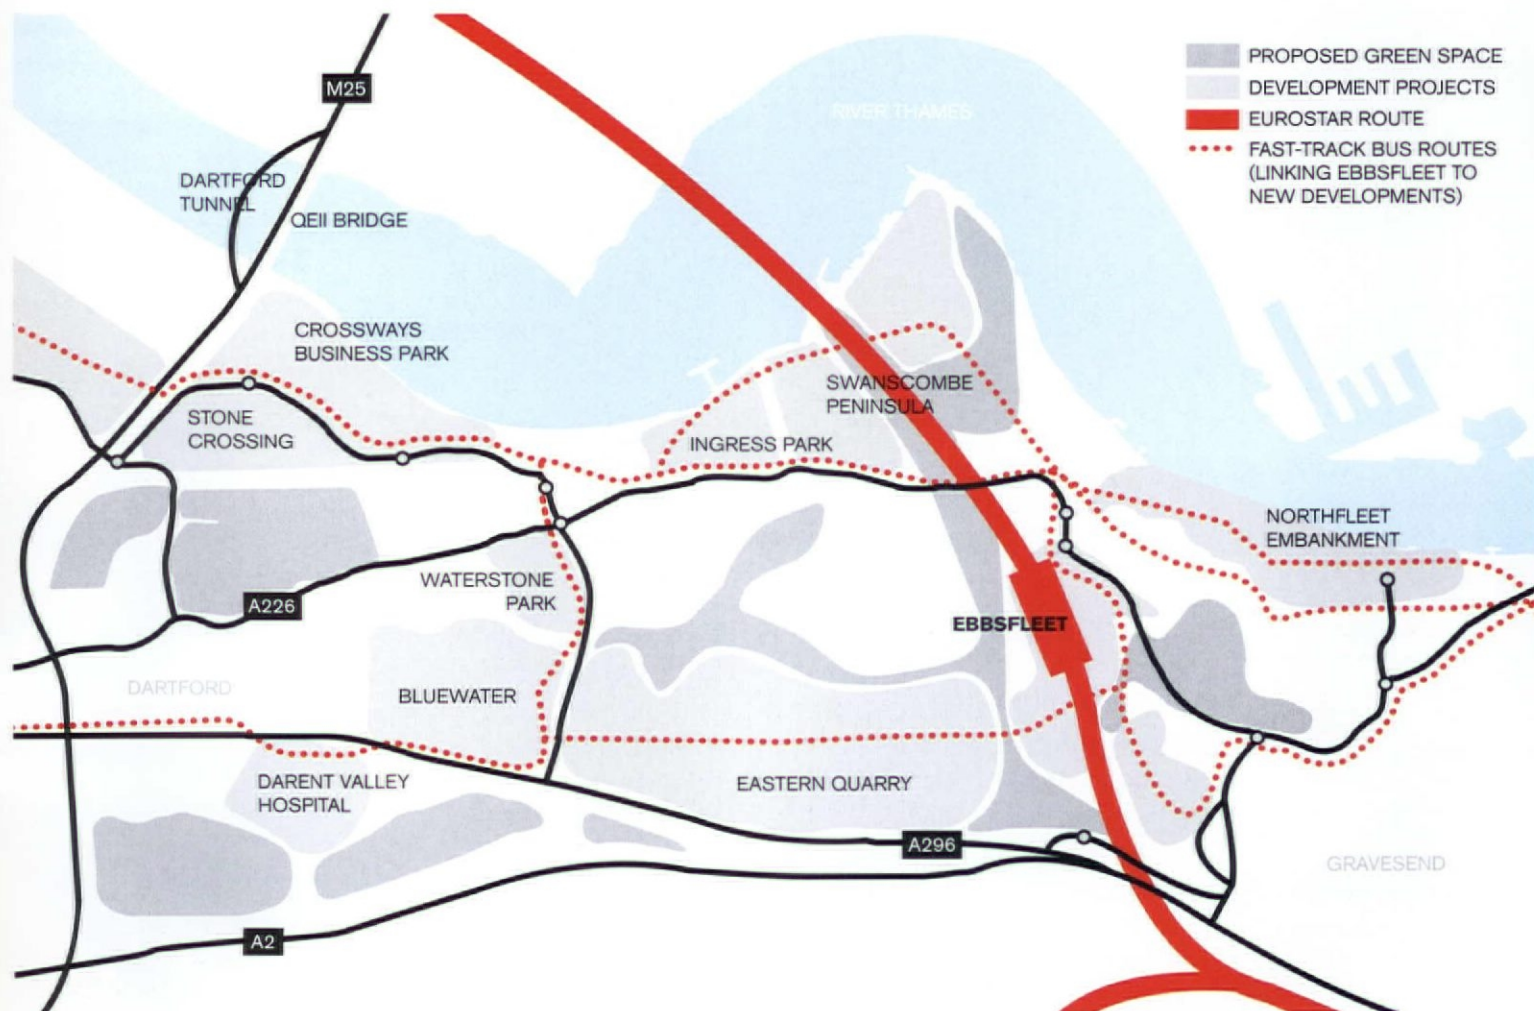 PROPOSED GREEN SPACE
DEVELOPMENT PROJECTS
EUROSTAR ROUTE
FAST-TRACK BUS ROUTES
(LINKING EBBSFLEET TO
NEW DEVELOPMENTS)
M25
RIVER THAMES
DARTFORD
TUNNEL
QEII BRIDGE
CROSSWAYS
BUSINESS PARK
STONE
CROSSING
SWANSCOMBE
PENINSULA
INGRESS PARK
NORTHFLEET
EMBANKMENT
WATERSTONE
PARK
A226
EBBSFLEET
DARTFORD
BLUEWATER
DARENT VALLEY
HOSPITAL
EASTERN QUARRY
A296
GRAVESEND
A2